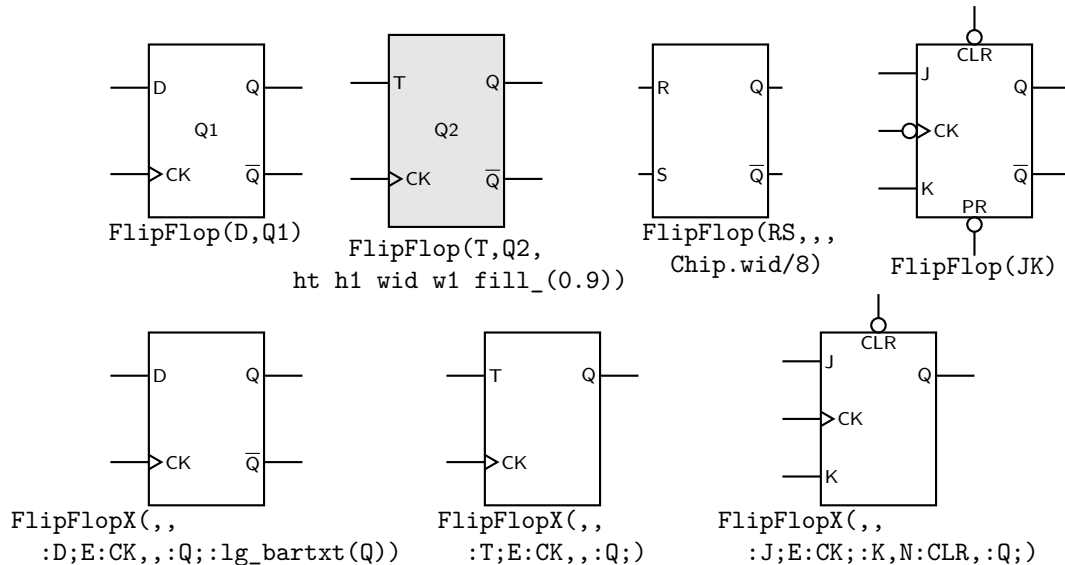 D Q
Q1
CK Q̅
FlipFlop(D,Q1)
T Q
Q2
CK Q̅
FlipFlop(T,Q2,
ht h1 wid w1 fill_(0.9))
R Q
S Q̅
FlipFlop(RS,,,
Chip.wid/8)
CLR
J
Q
CK
K Q̅
PR
FlipFlop(JK)
D Q
CK Q̅
FlipFlopX(,,
:D;E:CK,,:Q;:lg_bartxt(Q))
T Q
CK
FlipFlopX(,,
:T;E:CK,,:Q;)
CLR
J
Q
CK
K
FlipFlopX(,,
:J;E:CK;:K,N:CLR,:Q;)